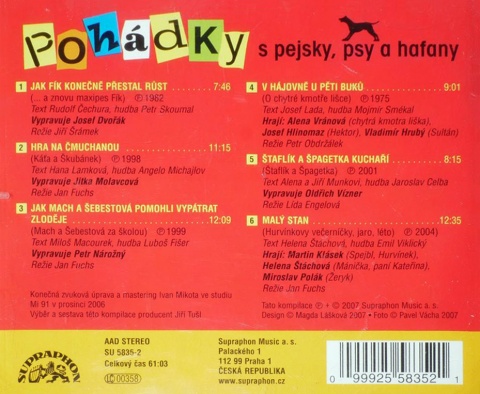 Pohádky
s pejsky, psy a hafany
1 JAK FÍK KONEČNĚ PŘESTAL RŮST 7:46
(... a znovu maxipes Fík) ℗ 1982
Text Rudolf Čechura, hudba Petr Skoumal
Vypravuje Josef Dvořák
Režie Jiří Šrámek
2 HRA NA ČMUCHANOU 11:15
(Káťa a Škubánek) ℗ 1998
Text Hana Lamková, hudba Angelo Michajlov
Vypravuje Jitka Molavcová
Režie Jan Fuchs
3 JAK MACH A ŠEBESTOVÁ POMOHLI VYPÁTRAT
ZLODĚJE 12:09
(Mach a Šebestová za školou) ℗ 1999
Text Miloš Macourek, hudba Luboš Fišer
Vypravuje Petr Nárožný
Režie Jan Fuchs
Konečná zvuková úprava a mastering Ivan Mikota ve studiu
Mi 91 v prosinci 2006
Výběr a sestava této kompilace producent Jiří Tušl
4 V HÁJOVNĚ U PĚTI BUKŮ 9:01
(O chytré kmotře lišce) ℗ 1975
Text Josef Lada, hudba Mojmír Smékal
Hrají: Alena Vránová (chytrá kmotra liška),
Josef Hlinomaz (Hektor), Vladimír Hrubý (Sultán)
Režie Petr Obdržálek
5 ŠTAFLÍK A ŠPAGETKA KUCHAŘÍ 8:15
(Štaflík a Špagetka) ℗ 2001
Text Alena a Jiří Munkovi, hudba Jaroslav Celba
Vypravuje Oldřich Vízner
Režie Lída Engelová
6 MALÝ STAN 12:35
(Hurvínkovy večerníčky, jaro, léto) ℗ 2004)
Text Helena Štáchová, hudba Emil Viklický
Hrají: Martin Klásek (Spejbl, Hurvínek),
Helena Štáchová (Mánička, paní Kateřina),
Miroslav Polák (Žeryk)
Režie Jan Fuchs
Tato kompilace ℗ + © 2007 Supraphon Music a. s.
Design © Magda Lášková 2007 • Foto © Pavel Vácha 2007
SUPRAPHON
AAD STEREO
SU 5835-2
Celkový čas 61:03
LC 00358
Supraphon Music a. s.
Palackého 1
112 99 Praha 1
ČESKÁ REPUBLIKA
www.supraphon.cz
0 99925 58352 1